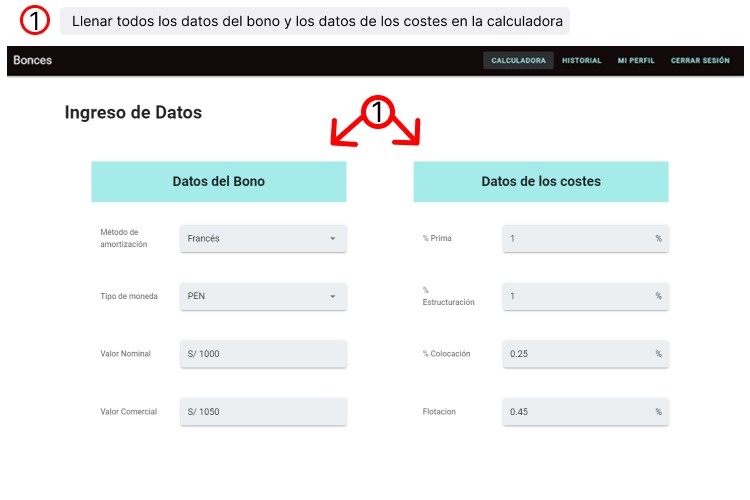 1 Llenar todos los datos del bono y los datos de los costes en la calculadora
Bonces CALCULADORA HISTORIAL MI PERFIL CERRAR SESIÓN
Ingreso de Datos
1
Datos del Bono
Método de
amortización
Francés
Tipo de moneda PEN
Valor Nominal S/ 1000
Valor Comercial S/ 1050
Datos de los costes
% Prima 1 %
%
Estructuración
1 %
% Colocación 0.25 %
Flotacion 0.45 %